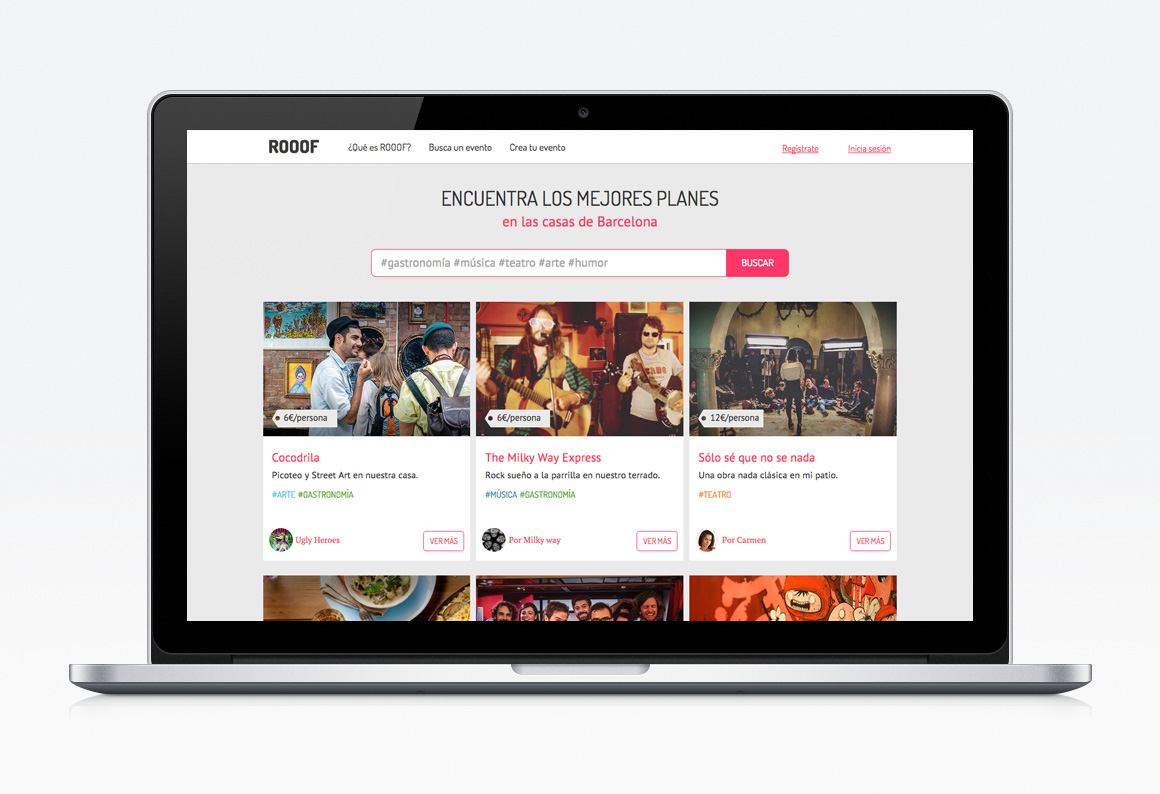 ROOOF ¿Qué es ROOOF? Busca un evento Crea tu evento Regístrate Inicia sesión
ENCUENTRA LOS MEJORES PLANES
en las casas de Barcelona
#gastronomía #música #teatro #arte #humor BUSCAR
6€/persona
Cocodrila
Picoteo y Street Art en nuestra casa.
#ARTE #GASTRONOMÍA
Ugly Heroes VER MÁS
6€/persona
The Milky Way Express
Rock sueño a la parrilla en nuestro terrado.
#MÚSICA #GASTRONOMÍA
Por Milky way VER MÁS
12€/persona
Sólo sé que no se nada
Una obra nada clásica en mi patio.
#TEATRO
Por Carmen VER MÁS